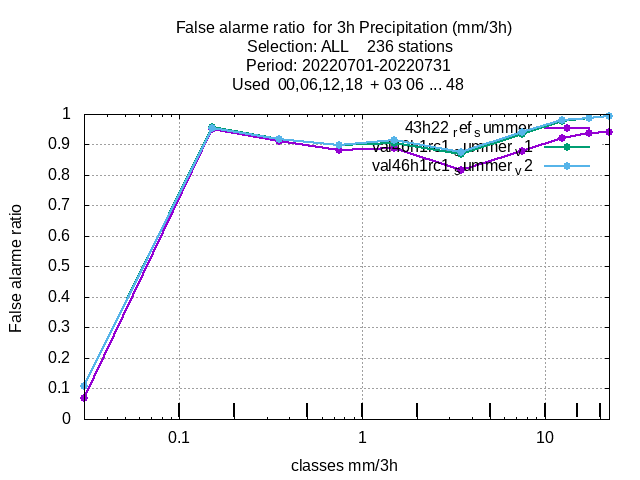 False alarme ratio  for 3h Precipitation (mm/3h)
Selection: ALL    236 stations
Period: 20220701-20220731
Used  00,06,12,18  + 03 06 ... 48
1
0.9
0.8
0.7
0.6
0.5
0.4
0.3
0.2
0.1
0
False alarme ratio
43h22 ref summer
val46h1rc1 summer v1
val46h1rc1 summer v2
0.1
1
10
classes mm/3h